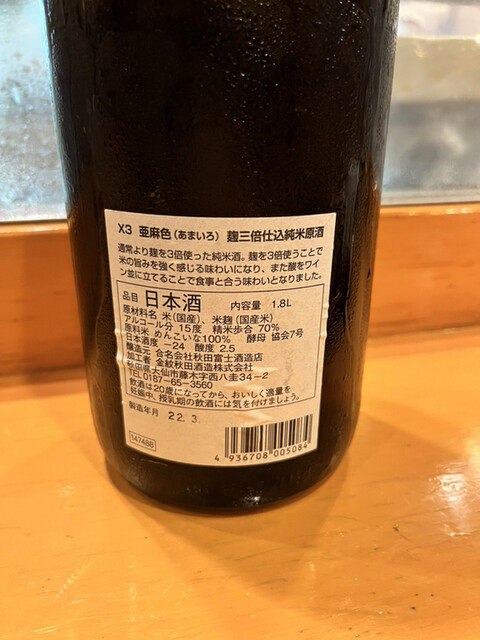 X3 亜麻色(あまいろ) 麹三倍仕込純米原酒
通常より麹を3倍使った純米酒。麹を3倍使うことで
米の旨みを強く感じる味わいになり、また酸をワイ
ン並に立てることで食事と合う味わいとなりました。
品目 日本酒 内容量 1.8L
原材料名 米(国産)、米麹(国産米)
アルコール分 15度 精米歩合 70%
原料米 めんこいな100% 酵母 協会7号
日本酒度 −24 酸度 2.5
醸造元 合名会社秋田富士酒造店
加工者 金紋秋田酒造株式会社
秋田県大仙市藤木字西八圭34-2
TEL 0187-65-3560
飲酒は20歳になってから、おいしく適量を
妊娠中、授乳期の飲酒には気を付けましょう。
製造年月 22.3.
147488
4 936708 005084